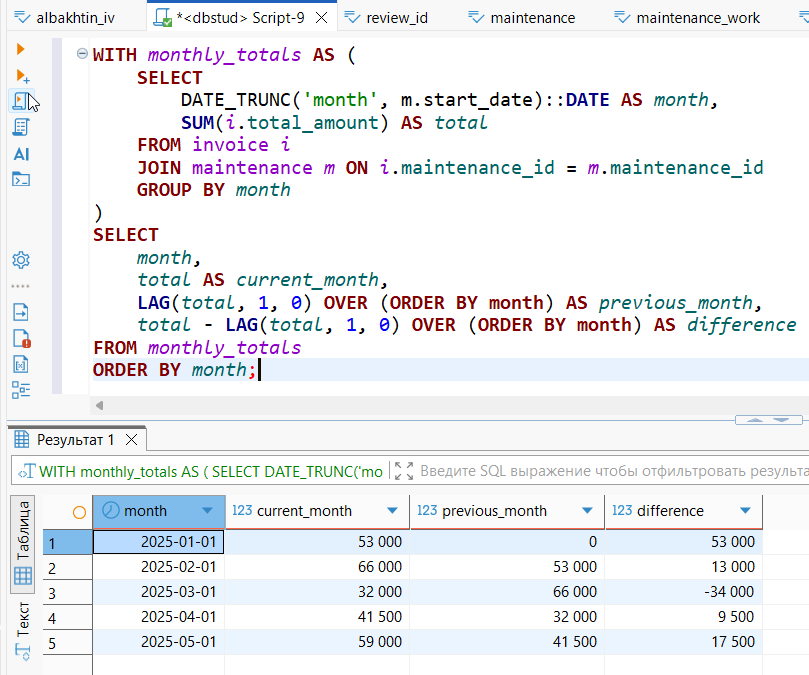 albakhtin_iv
*<dbstud> Script-9
review_id
maintenance
maintenance_work
WITH monthly_totals AS (
SELECT
DATE_TRUNC('month', m.start_date)::DATE AS month,
SUM(i.total_amount) AS total
FROM invoice i
JOIN maintenance m ON i.maintenance_id = m.maintenance_id
GROUP BY month
)
SELECT
month,
total AS current_month,
LAG(total, 1, 0) OVER (ORDER BY month) AS previous_month,
total - LAG(total, 1, 0) OVER (ORDER BY month) AS difference
FROM monthly_totals
ORDER BY month;
AI
Результат 1
WITH monthly_totals AS ( SELECT DATE_TRUNC('mo
Введите SQL выражение чтобы отфильтровать результа
Таблица
Текст
month 123 current_month 123 previous_month 123 difference
1 2025-01-01 53 000 0 53 000
2 2025-02-01 66 000 53 000 13 000
3 2025-03-01 32 000 66 000 -34 000
4 2025-04-01 41 500 32 000 9 500
5 2025-05-01 59 000 41 500 17 500